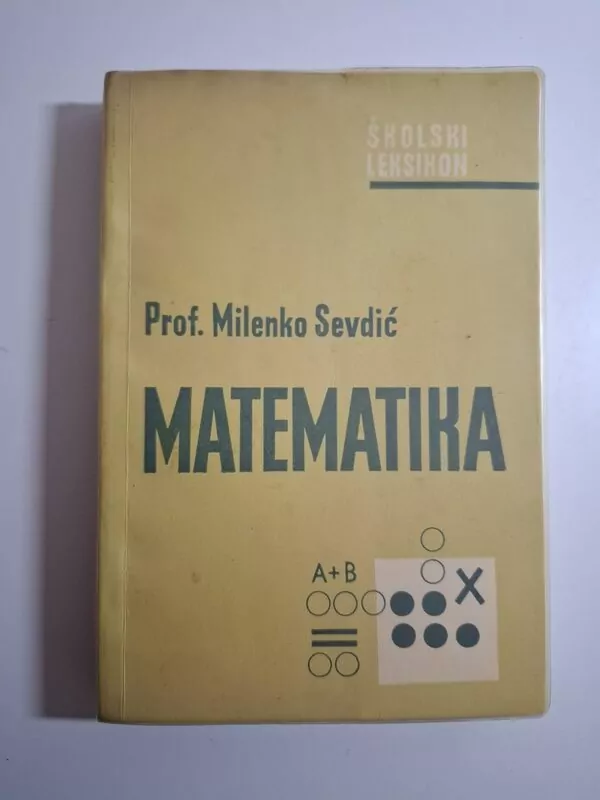 ŠKOLSKI
LEKSIKON
Prof. Milenko Sevdić
MATEMATIKA
A+B
X
=